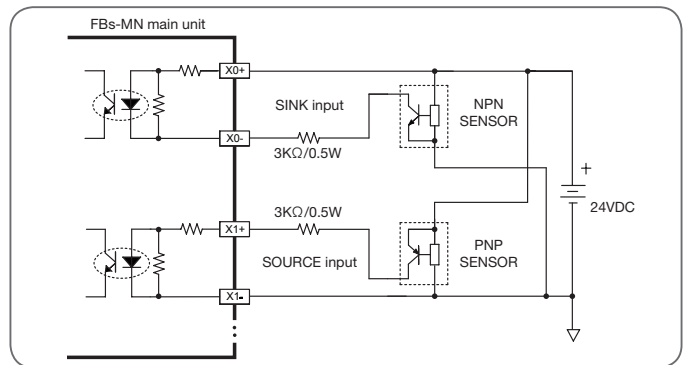 FBs-MN main unit
X0+
SINK input
NPN
SENSOR
X0-
3KΩ/0.5W
+
24VDC
3KΩ/0.5W
X1+
SOURCE input
PNP
SENSOR
X1-